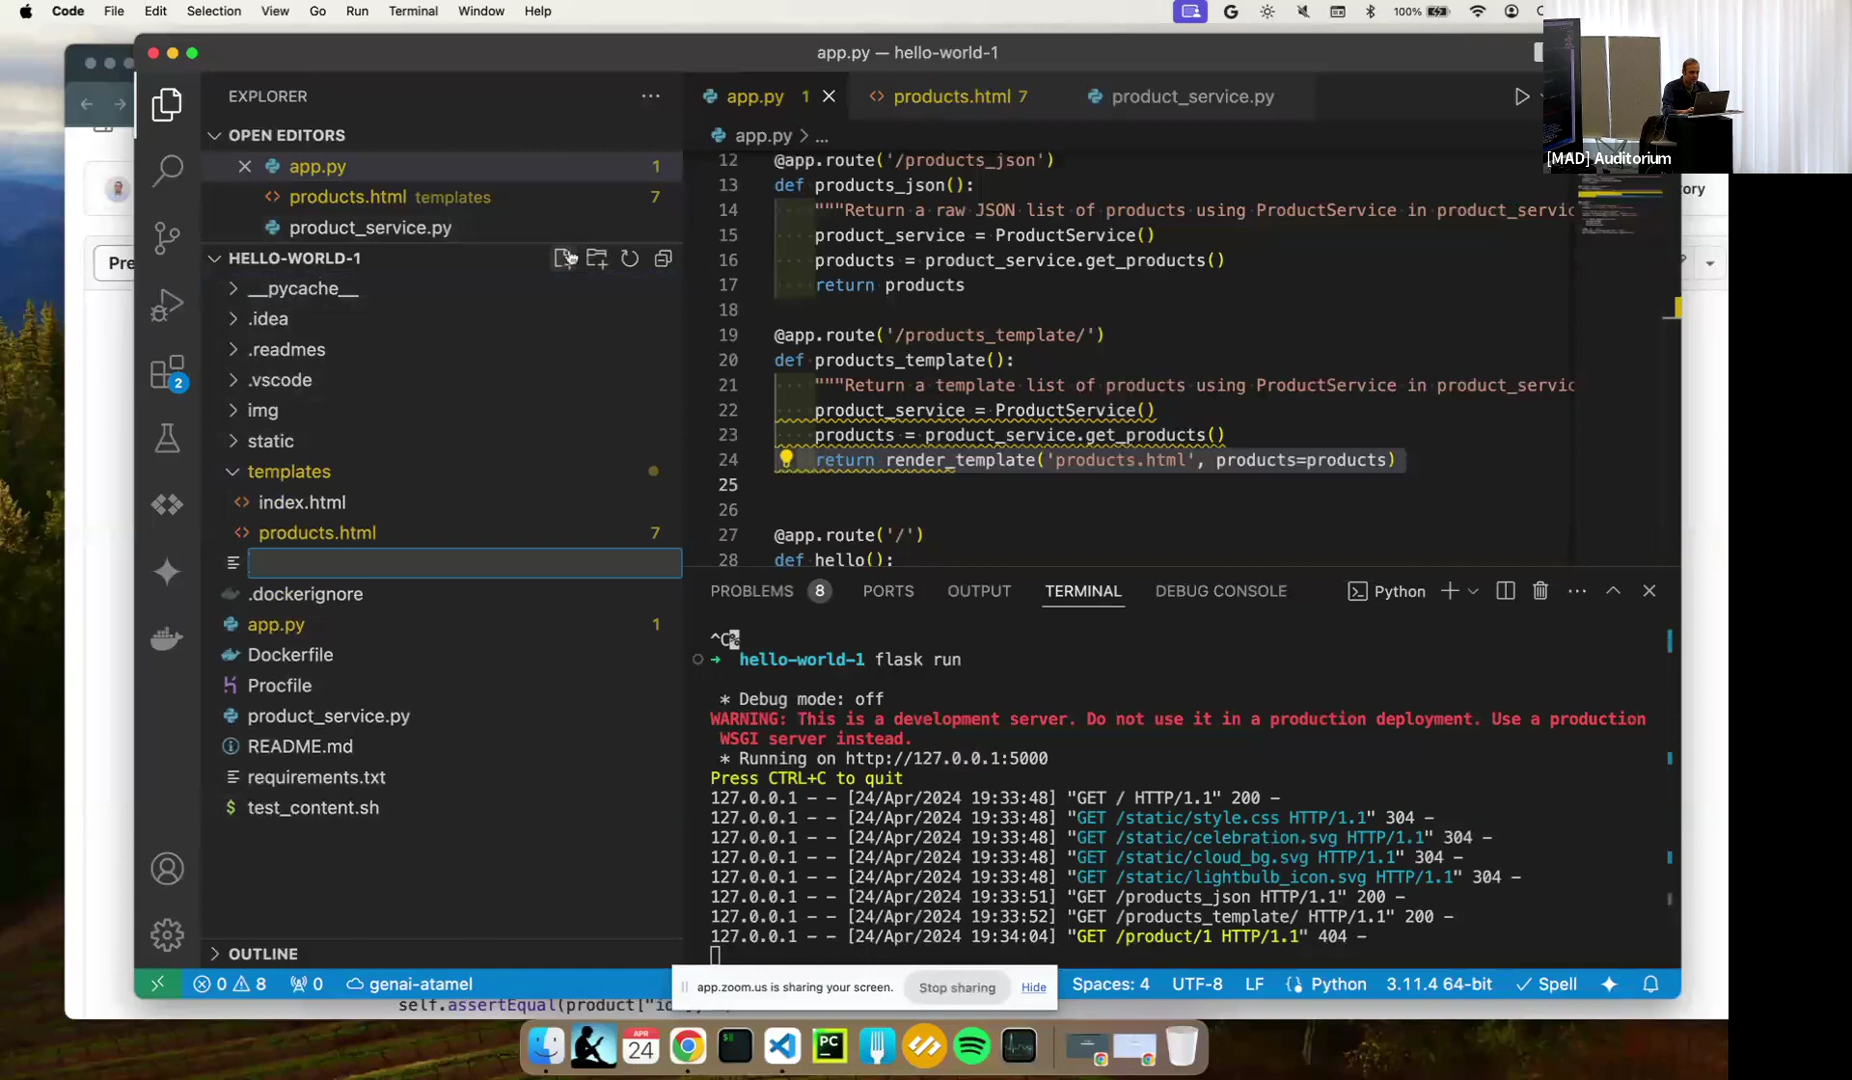 Code File Edit Selection View Go Run Terminal Window Help
100%
app.py — hello-world-1
[MAD] Auditorium
EXPLORER
OPEN EDITORS
app.py 1
products.html templates 7
product_service.py
HELLO-WORLD-1
__pycache__
.idea
.readmes
.vscode
img
static
templates
index.html
products.html 7
.dockerignore
app.py 1
Dockerfile
Procfile
product_service.py
README.md
requirements.txt
test_content.sh
OUTLINE
2
Pre
app.py 1
products.html 7
product_service.py
app.py > ...
12 @app.route('/products_json')
13 def products_json():
14 """Return a raw JSON list of products using ProductService in product_servic
15 product_service = ProductService()
16 products = product_service.get_products()
17 return products
18
19 @app.route('/products_template/')
20 def products_template():
21 """Return a template list of products using ProductService in product_servic
22 product_service = ProductService()
23 products = product_service.get_products()
24 return render_template('products.html', products=products)
25
26
27 @app.route('/')
28 def hello():
tory
PROBLEMS 8 PORTS OUTPUT TERMINAL DEBUG CONSOLE
Python
^C%
➜ hello-world-1 flask run
* Debug mode: off
WARNING: This is a development server. Do not use it in a production deployment. Use a production
WSGI server instead.
* Running on http://127.0.0.1:5000
Press CTRL+C to quit
127.0.0.1 - - [24/Apr/2024 19:33:48] "GET / HTTP/1.1" 200 -
127.0.0.1 - - [24/Apr/2024 19:33:48] "GET /static/style.css HTTP/1.1" 304 -
127.0.0.1 - - [24/Apr/2024 19:33:48] "GET /static/celebration.svg HTTP/1.1" 304 -
127.0.0.1 - - [24/Apr/2024 19:33:48] "GET /static/cloud_bg.svg HTTP/1.1" 304 -
127.0.0.1 - - [24/Apr/2024 19:33:48] "GET /static/lightbulb_icon.svg HTTP/1.1" 304 -
127.0.0.1 - - [24/Apr/2024 19:33:51] "GET /products_json HTTP/1.1" 200 -
127.0.0.1 - - [24/Apr/2024 19:33:52] "GET /products_template/ HTTP/1.1" 200 -
127.0.0.1 - - [24/Apr/2024 19:34:04] "GET /product/1 HTTP/1.1" 404 -
0 8 0 genai-atamel
app.zoom.us is sharing your screen. Stop sharing Hide
Spaces: 4 UTF-8 LF Python 3.11.4 64-bit Spell
self.assertEqual(product["i
APR
24
PC